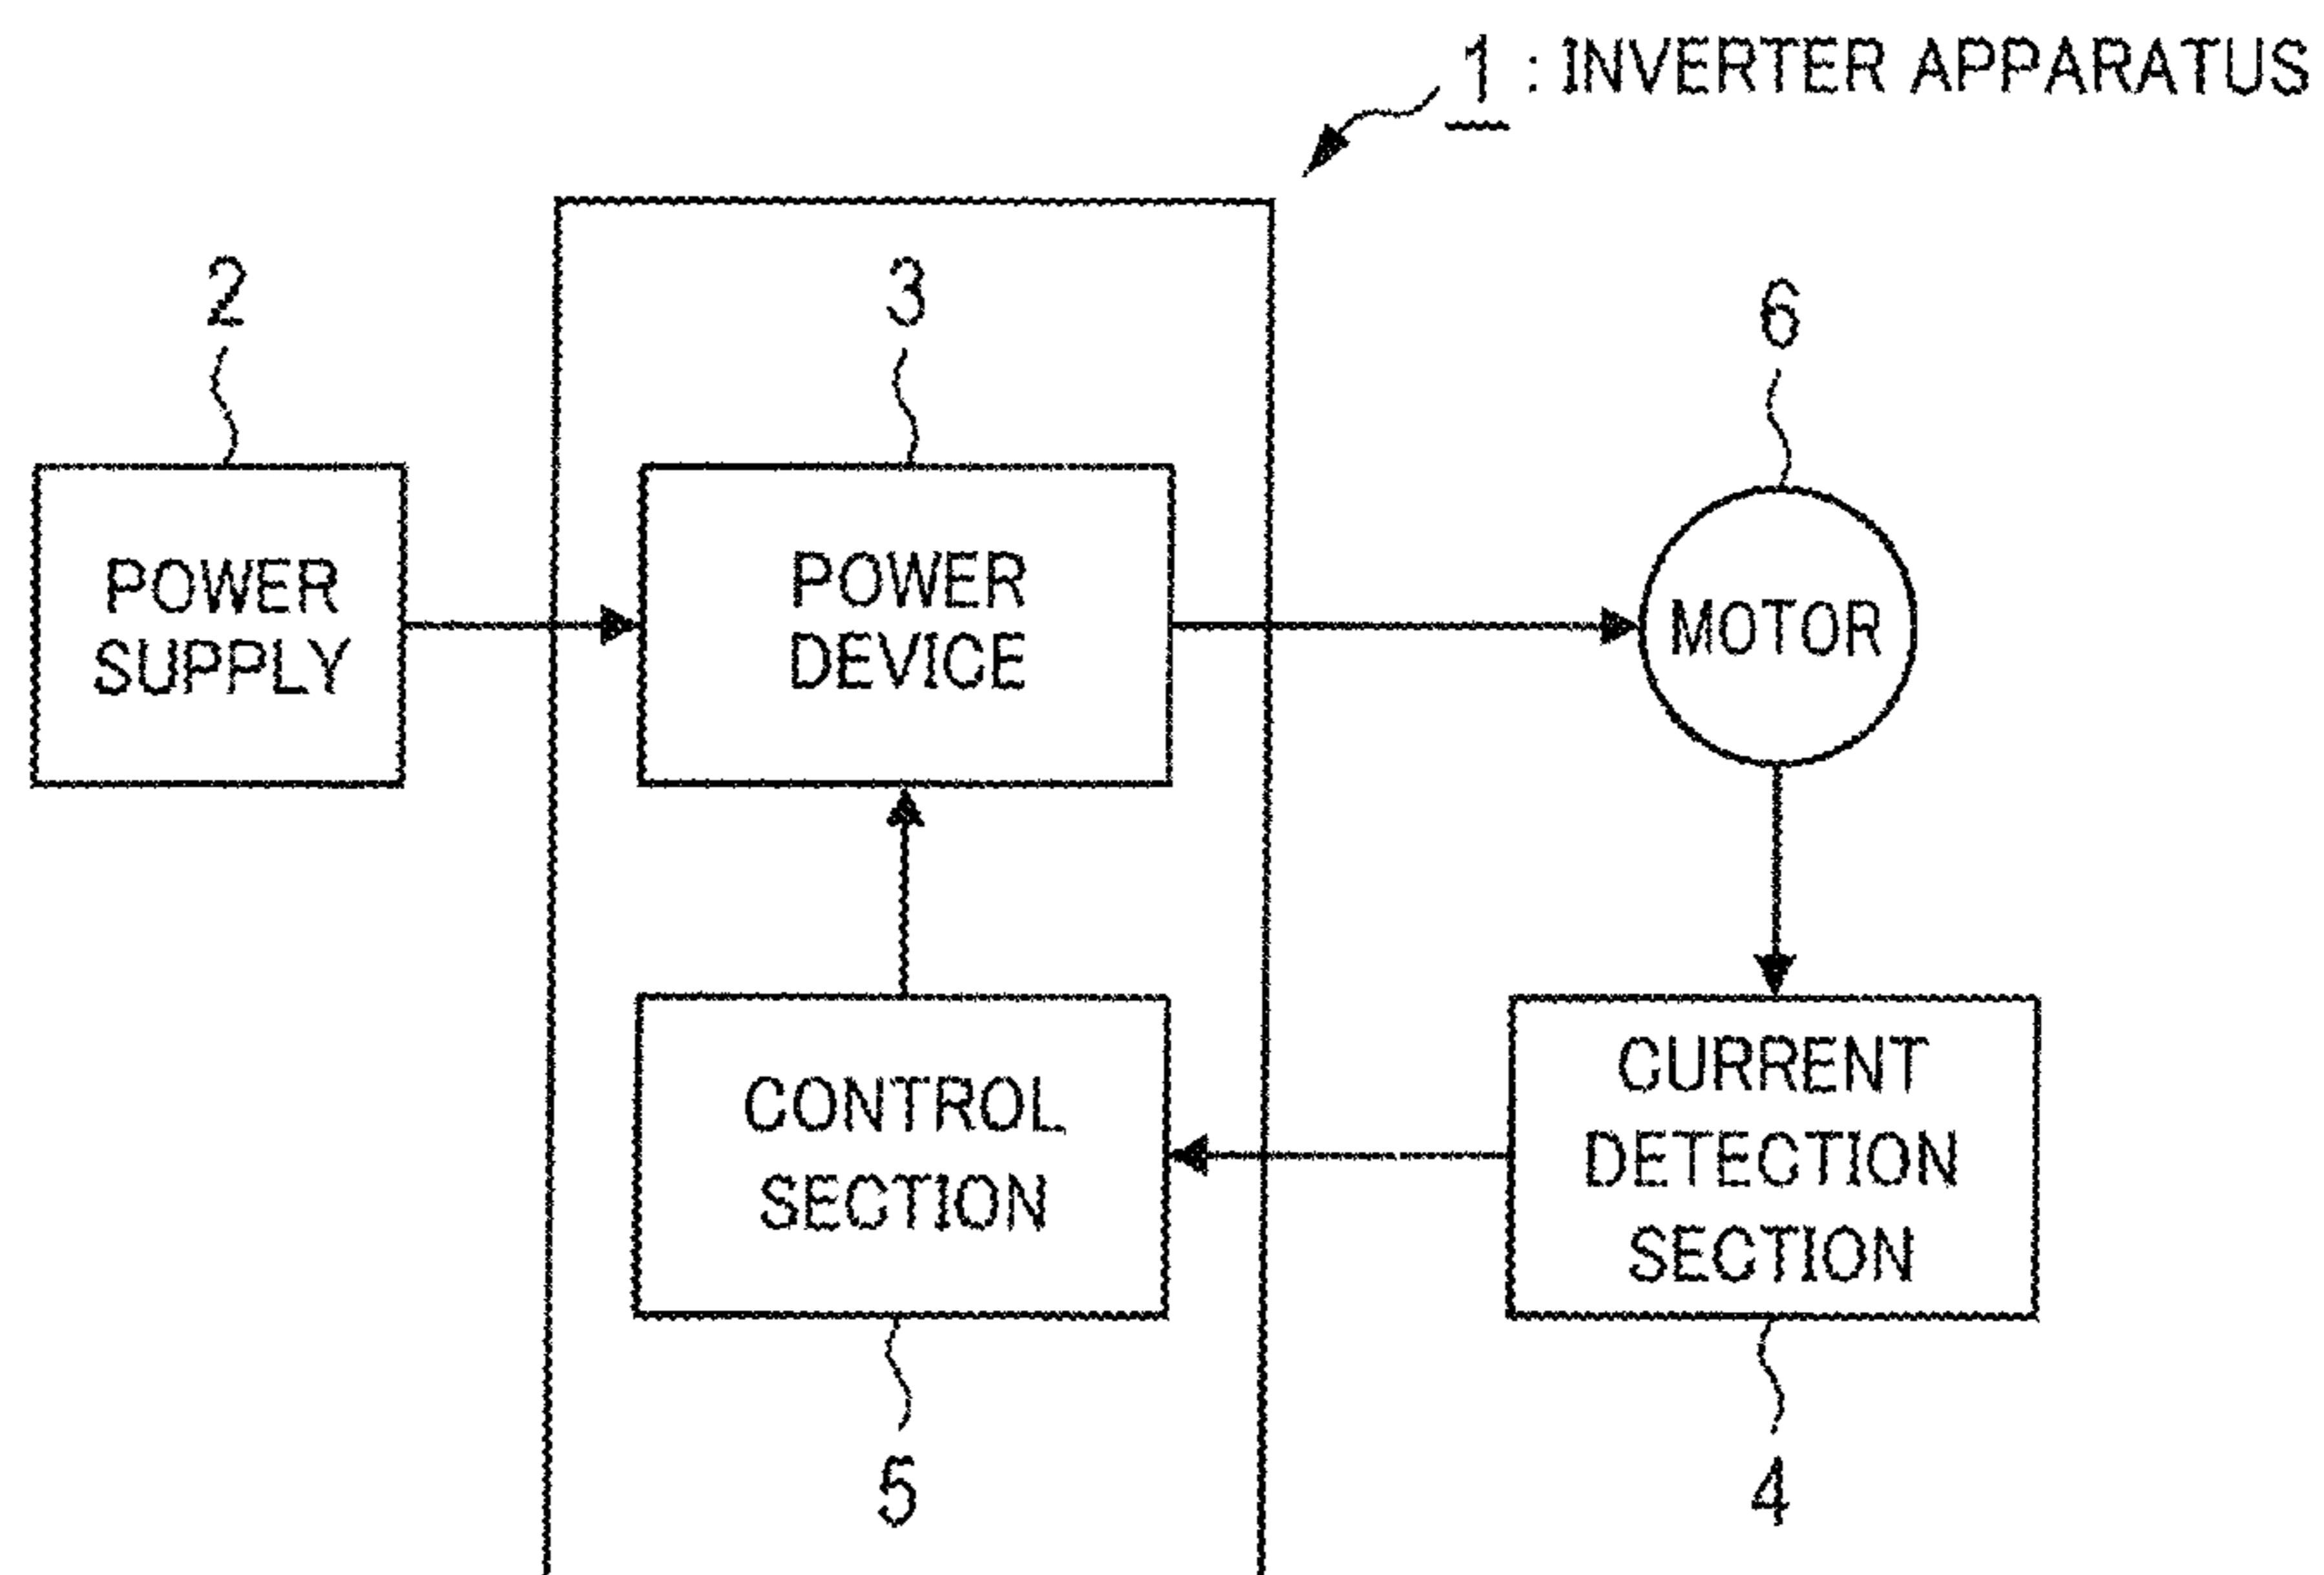 1 : INVERTER APPARATUS
2
3
6
POWER
SUPPLY
POWER
DEVICE
MOTOR
CONTROL
SECTION
CURRENT
DETECTION
SECTION
5
4